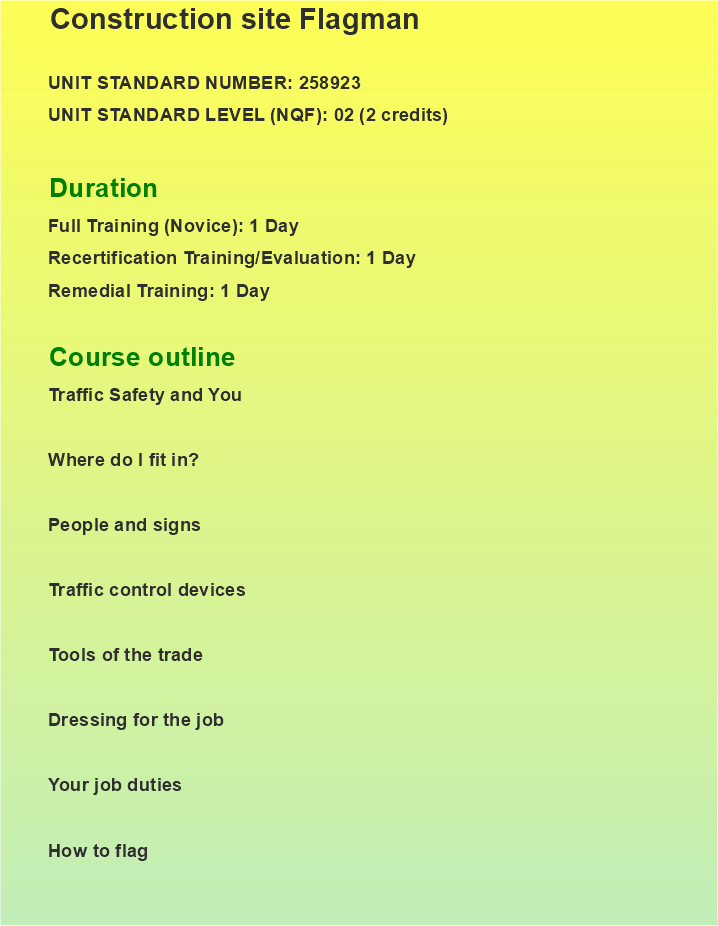 Construction site Flagman
UNIT STANDARD NUMBER: 258923
UNIT STANDARD LEVEL (NQF): 02 (2 credits)
Duration
Full Training (Novice): 1 Day
Recertification Training/Evaluation: 1 Day
Remedial Training: 1 Day
Course outline
Traffic Safety and You
Where do I fit in?
People and signs
Traffic control devices
Tools of the trade
Dressing for the job
Your job duties
How to flag